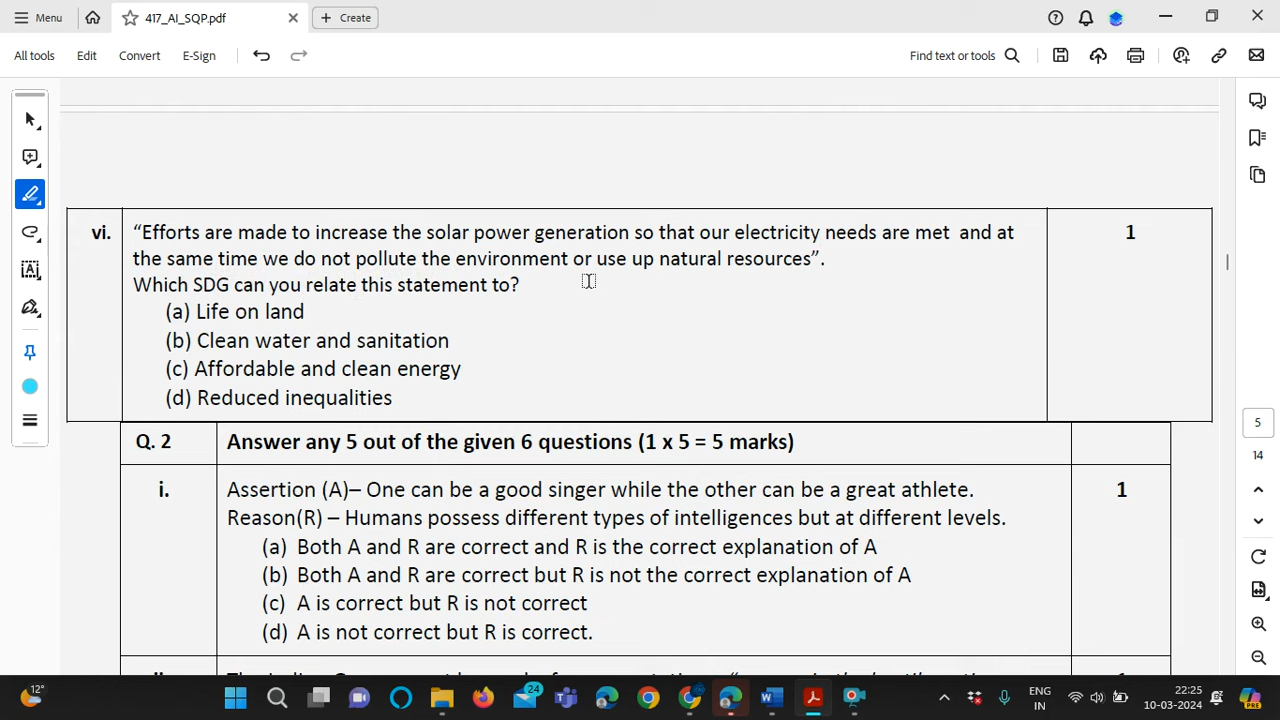 Menu
417_AI_SQP.pdf
Create
All tools Edit Convert E-Sign
Find text or tools
vi. “Efforts are made to increase the solar power generation so that our electricity needs are met and at 1
the same time we do not pollute the environment or use up natural resources”.
Which SDG can you relate this statement to?
(a) Life on land
(b) Clean water and sanitation
(c) Affordable and clean energy
(d) Reduced inequalities
5
14
Q. 2 Answer any 5 out of the given 6 questions (1 x 5 = 5 marks)
i. Assertion (A)– One can be a good singer while the other can be a great athlete. 1
Reason(R) – Humans possess different types of intelligences but at different levels.
(a) Both A and R are correct and R is the correct explanation of A
(b) Both A and R are correct but R is not the correct explanation of A
(c) A is correct but R is not correct
(d) A is not correct but R is correct.
12°
24
ENG
IN
22:25
10-03-2024
PRE